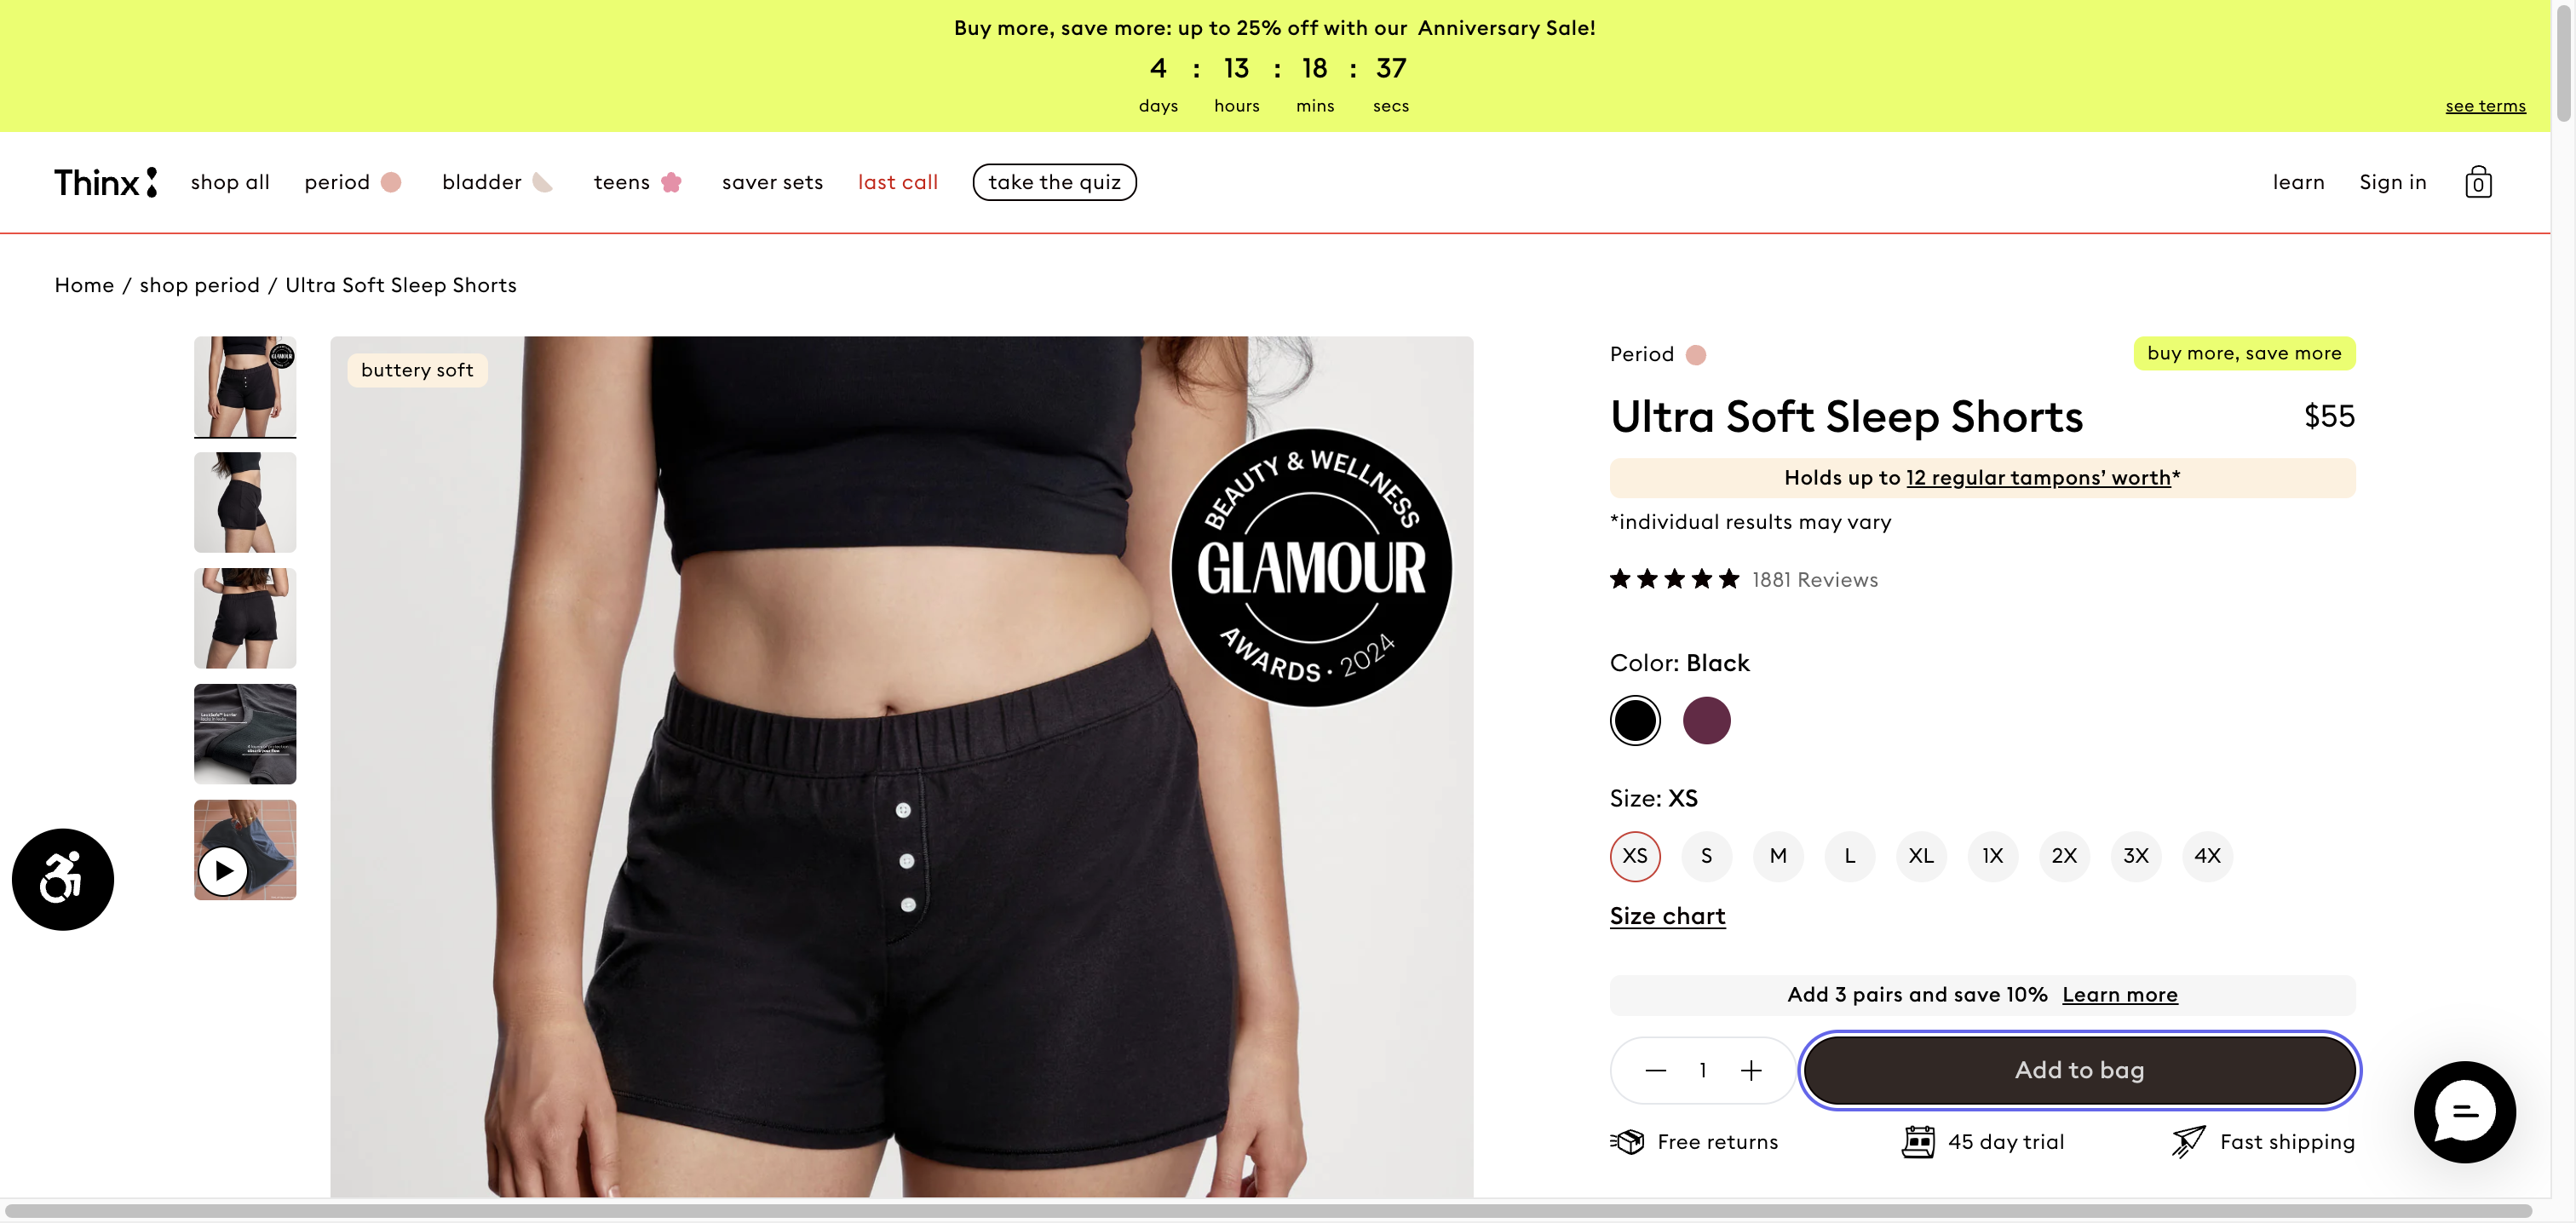 Buy more, save more: up to 25% off with our Anniversary Sale!
4 : 13 : 18 : 37
days hours mins secs
see terms
Thinx
shop all
period
bladder
teens
saver sets
last call
take the quiz
learn
Sign in
0
Home / shop period / Ultra Soft Sleep Shorts
buttery soft
BEAUTY & WELLNESS
GLAMOUR
AWARDS · 2024
GLAMOUR
Period
buy more, save more
Ultra Soft Sleep Shorts
$55
Holds up to 12 regular tampons’ worth*
*individual results may vary
1881 Reviews
Color: Black
Size: XS
XS S M L XL 1X 2X 3X 4X
Size chart
Add 3 pairs and save 10% Learn more
1
Add to bag
Free returns
45 day trial
Fast shipping